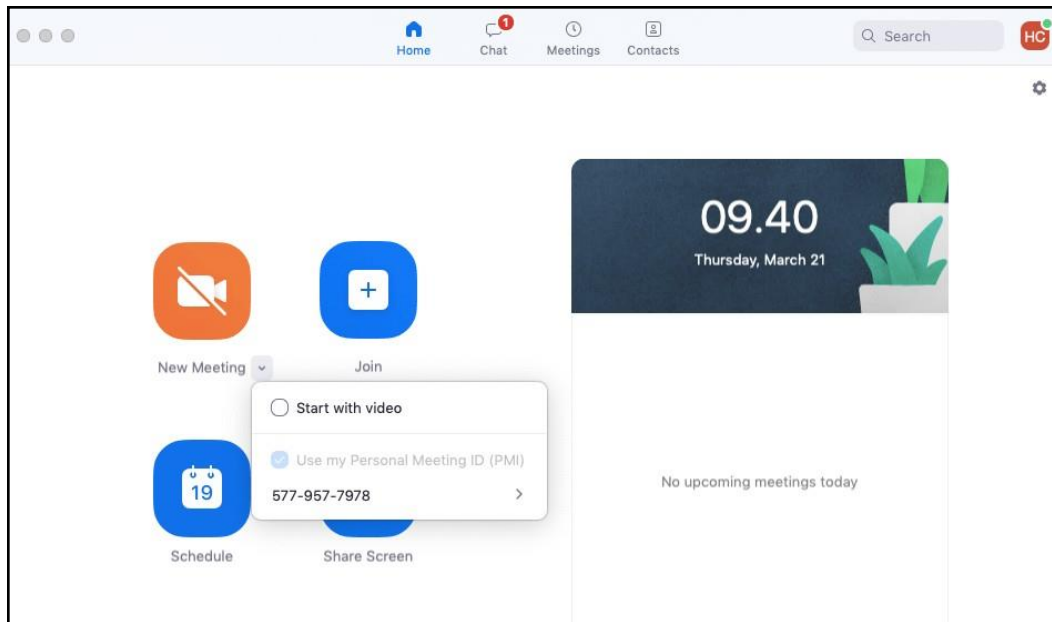 1
Home
Chat
Meetings
Contacts
Search
HC
09.40
Thursday, March 21
New Meeting
Join
Start with video
Use my Personal Meeting ID (PMI)
577-957-7978
19
Schedule
Share Screen
No upcoming meetings today